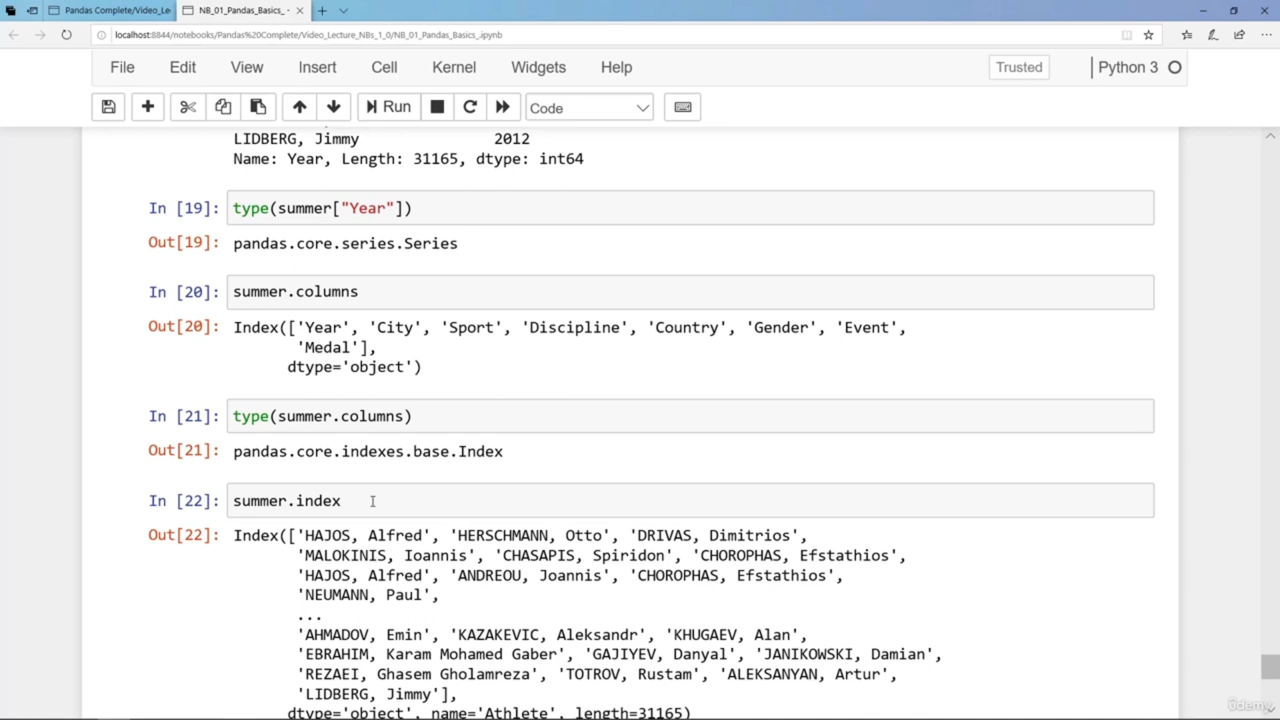 Pandas Complete/Video_Le
NB_01_Pandas_Basics_ -
localhost:8844/notebooks/Pandas%20Complete/Video_Lecture_NBs_1_0/NB_01_Pandas_Basics_.ipynb
File Edit View Insert Cell Kernel Widgets Help Trusted Python 3
Run Code
LIDBERG, Jimmy 2012
Name: Year, Length: 31165, dtype: int64
In [19]: type(summer["Year"])
Out[19]: pandas.core.series.Series
In [20]: summer.columns
Out[20]: Index(['Year', 'City', 'Sport', 'Discipline', 'Country', 'Gender', 'Event',
'Medal'],
dtype='object')
In [21]: type(summer.columns)
Out[21]: pandas.core.indexes.base.Index
In [22]: summer.index
Out[22]: Index(['HAJOS, Alfred', 'HERSCHMANN, Otto', 'DRIVAS, Dimitrios',
'MALOKINIS, Ioannis', 'CHASAPIS, Spiridon', 'CHOROPHAS, Efstathios',
'HAJOS, Alfred', 'ANDREOU, Joannis', 'CHOROPHAS, Efstathios',
'NEUMANN, Paul',
...
'AHMADOV, Emin', 'KAZAKEVIC, Aleksandr', 'KHUGAEV, Alan',
'EBRAHIM, Karam Mohamed Gaber', 'GAJIYEV, Danyal', 'JANIKOWSKI, Damian',
'REZAEI, Ghasem Gholamreza', 'TOTROV, Rustam', 'ALEKSANYAN, Artur',
'LIDBERG, Jimmy'],
dtype='object', name='Athlete', length=31165)
ûdemy